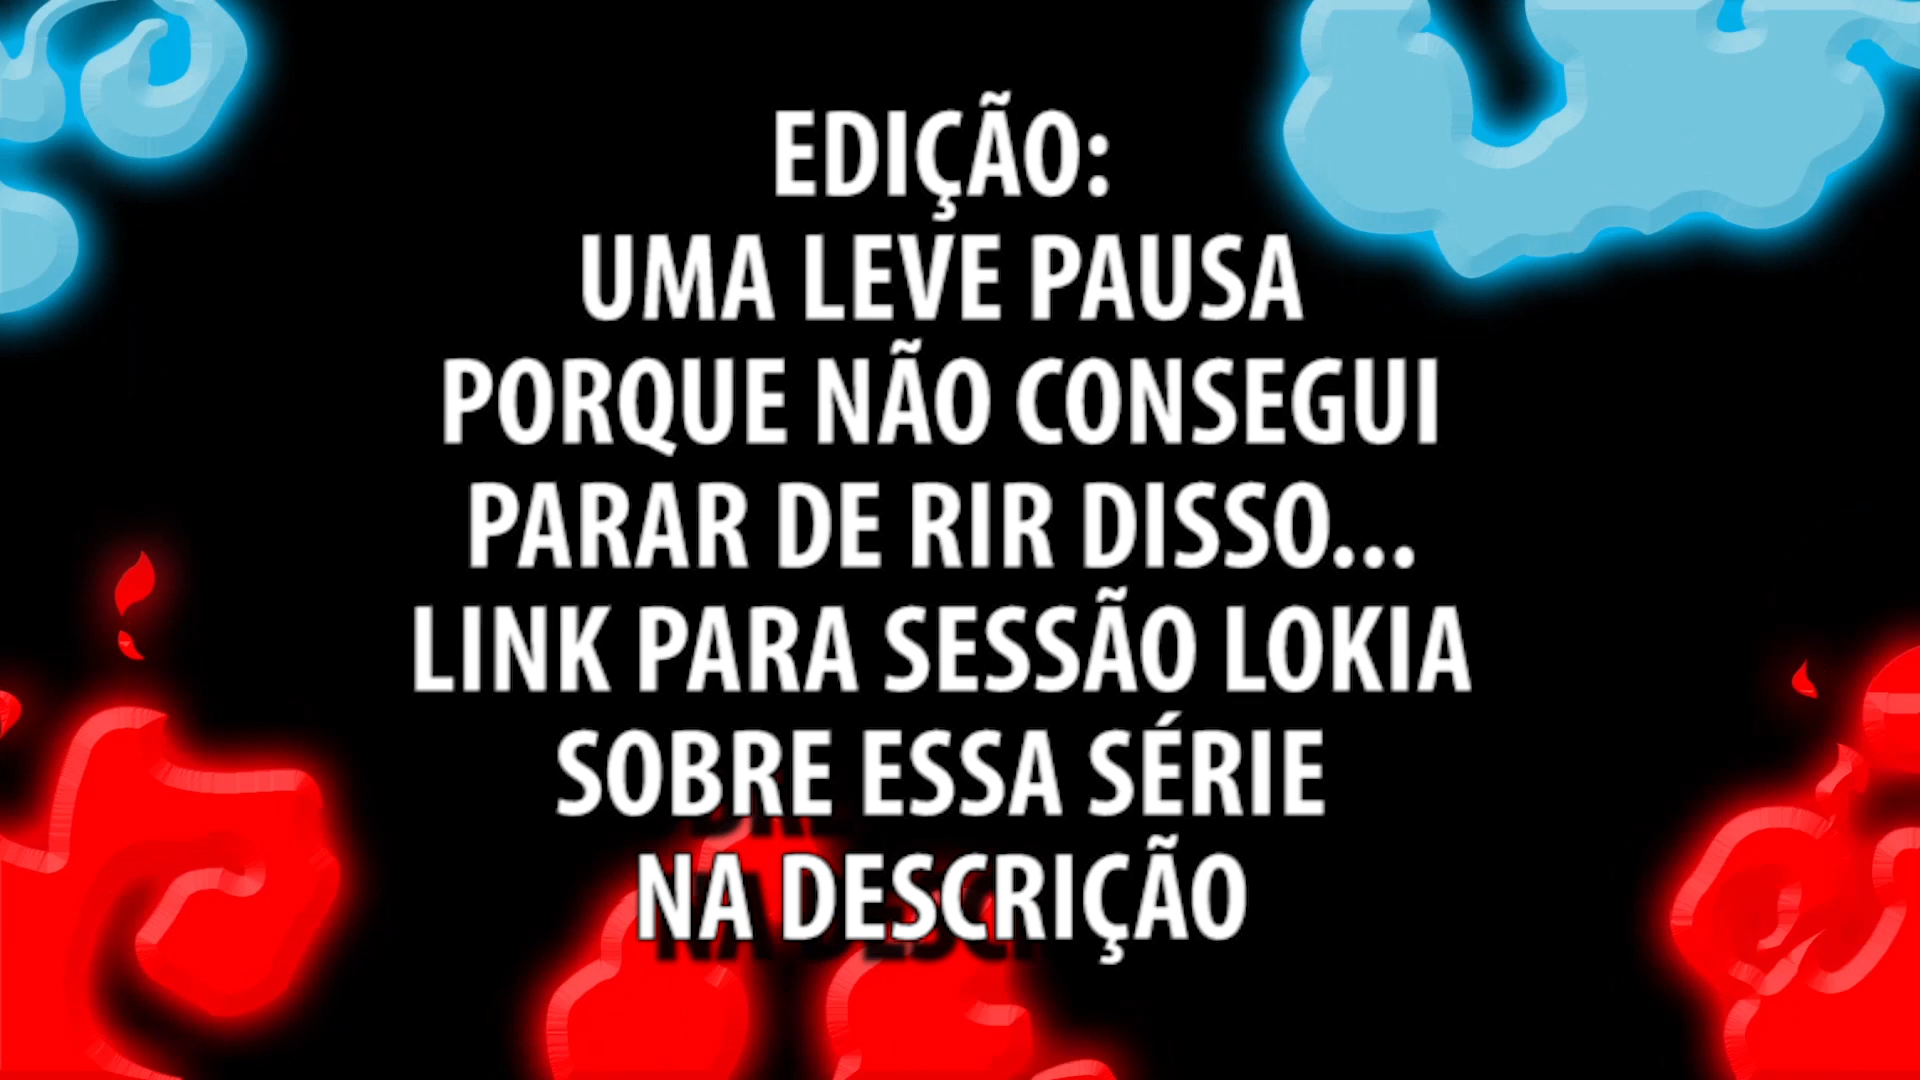 EDIÇÃO:
UMA LEVE PAUSA
PORQUE NÃO CONSEGUI
PARAR DE RIR DISSO...
LINK PARA SESSÃO LOKIA
SOBRE ESSA SÉRIE
NA DESCRIÇÃO